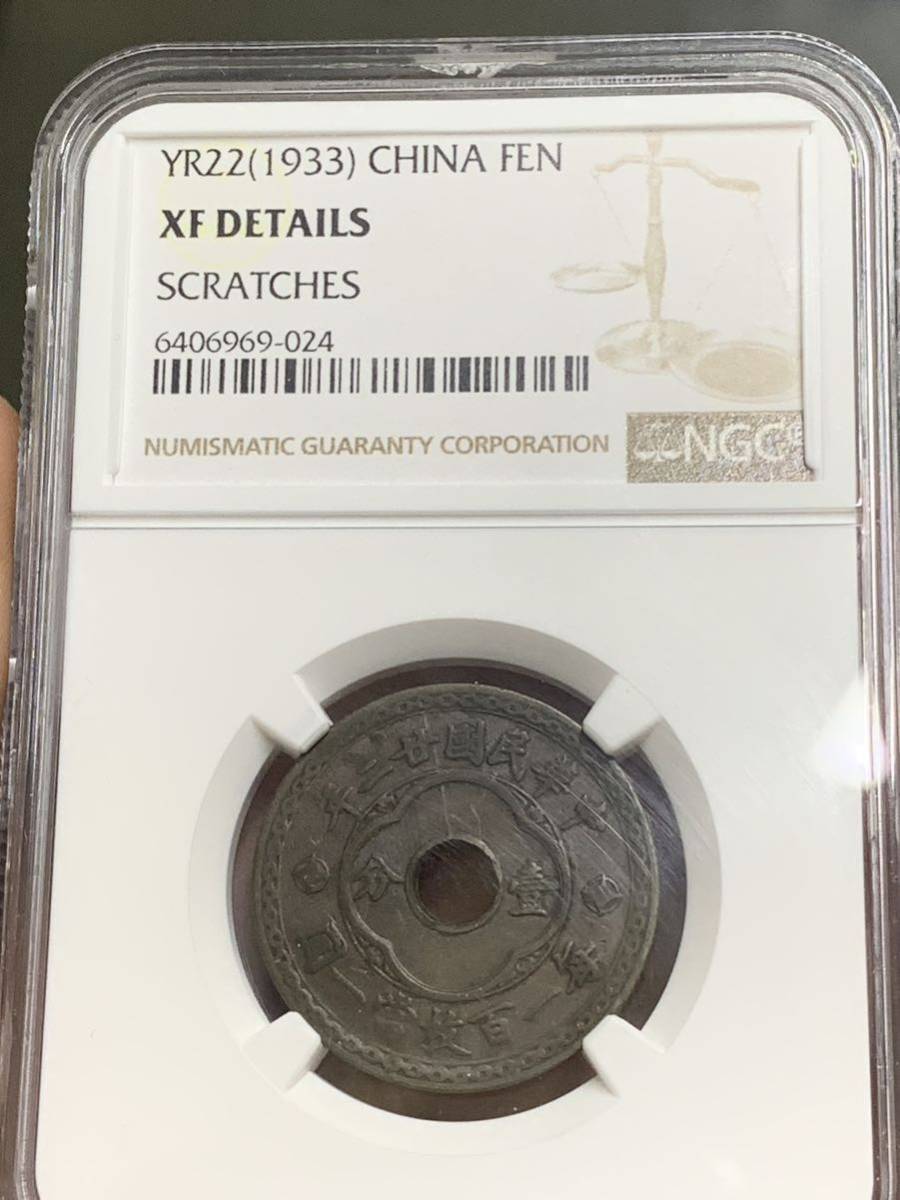 YR22(1933) CHINA FEN
XF DETAILS
SCRATCHES
6406969-024
NUMISMATIC GUARANTY CORPORATION
NGC®
中華民國廿二年
壹分
每一百枚當一囗